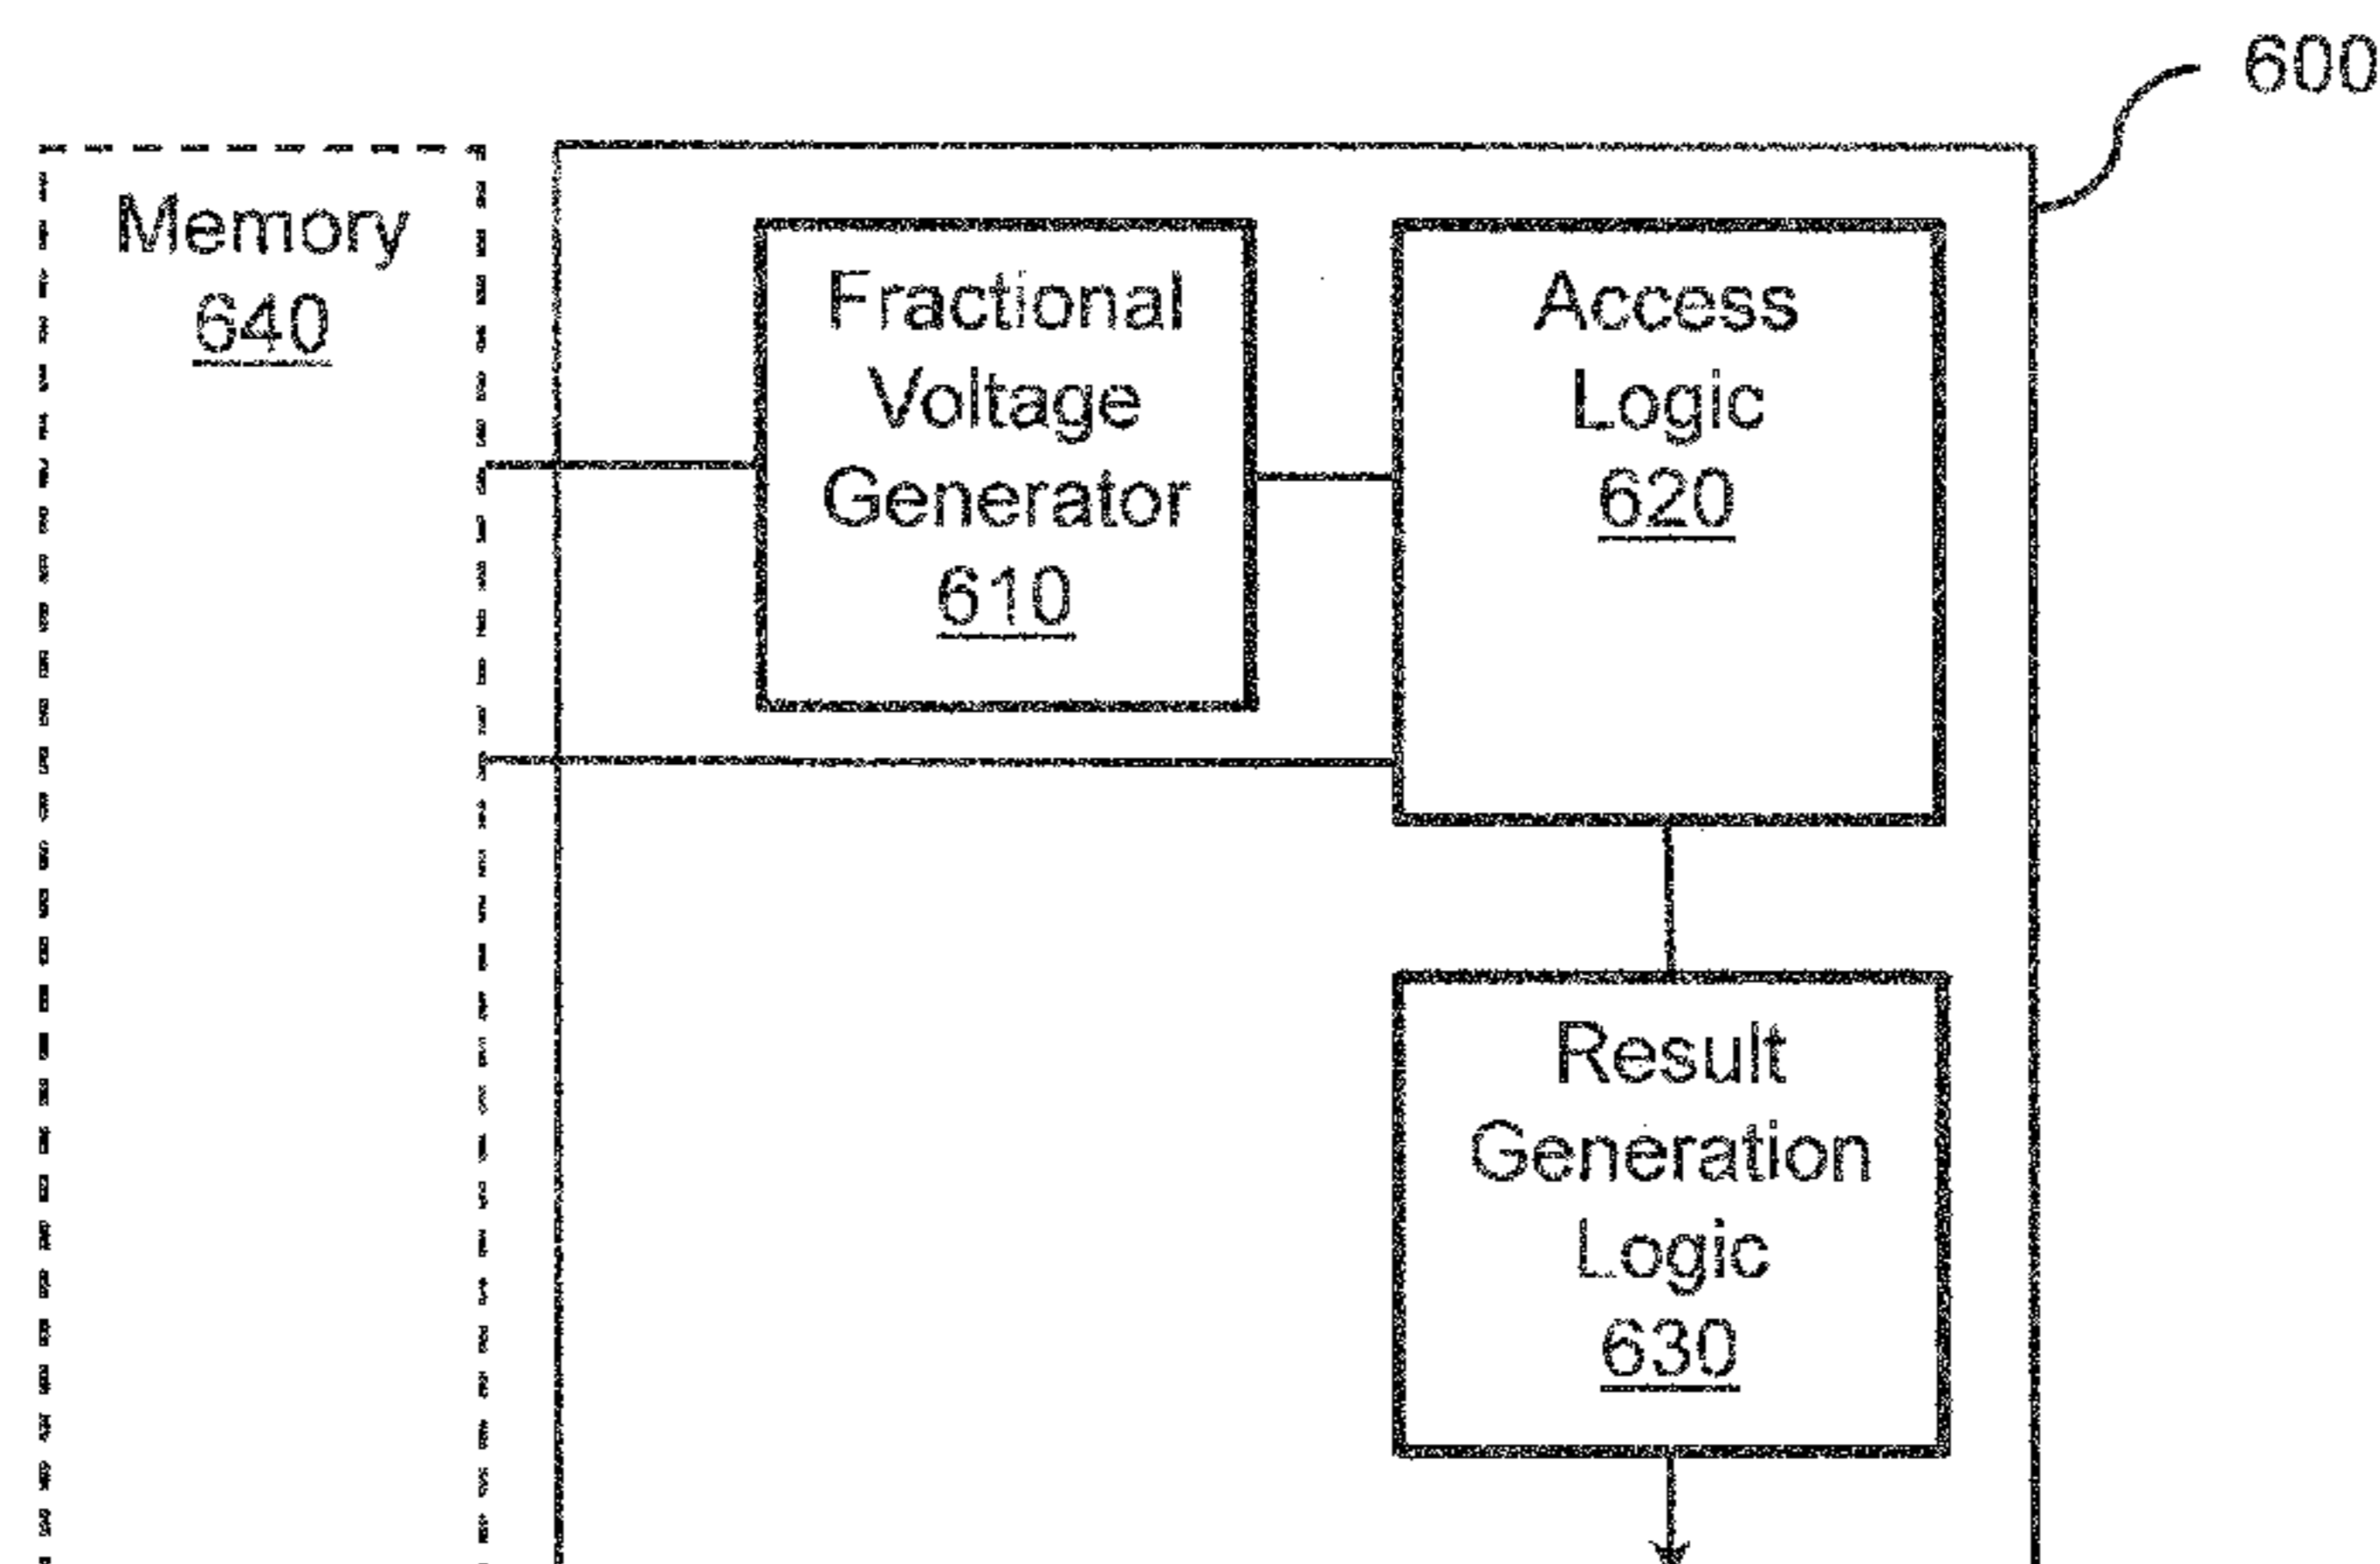 600
Memory
640
Fractional
Voltage
Generator
610
Access
Logic
620
Result
Generation
Logic
630